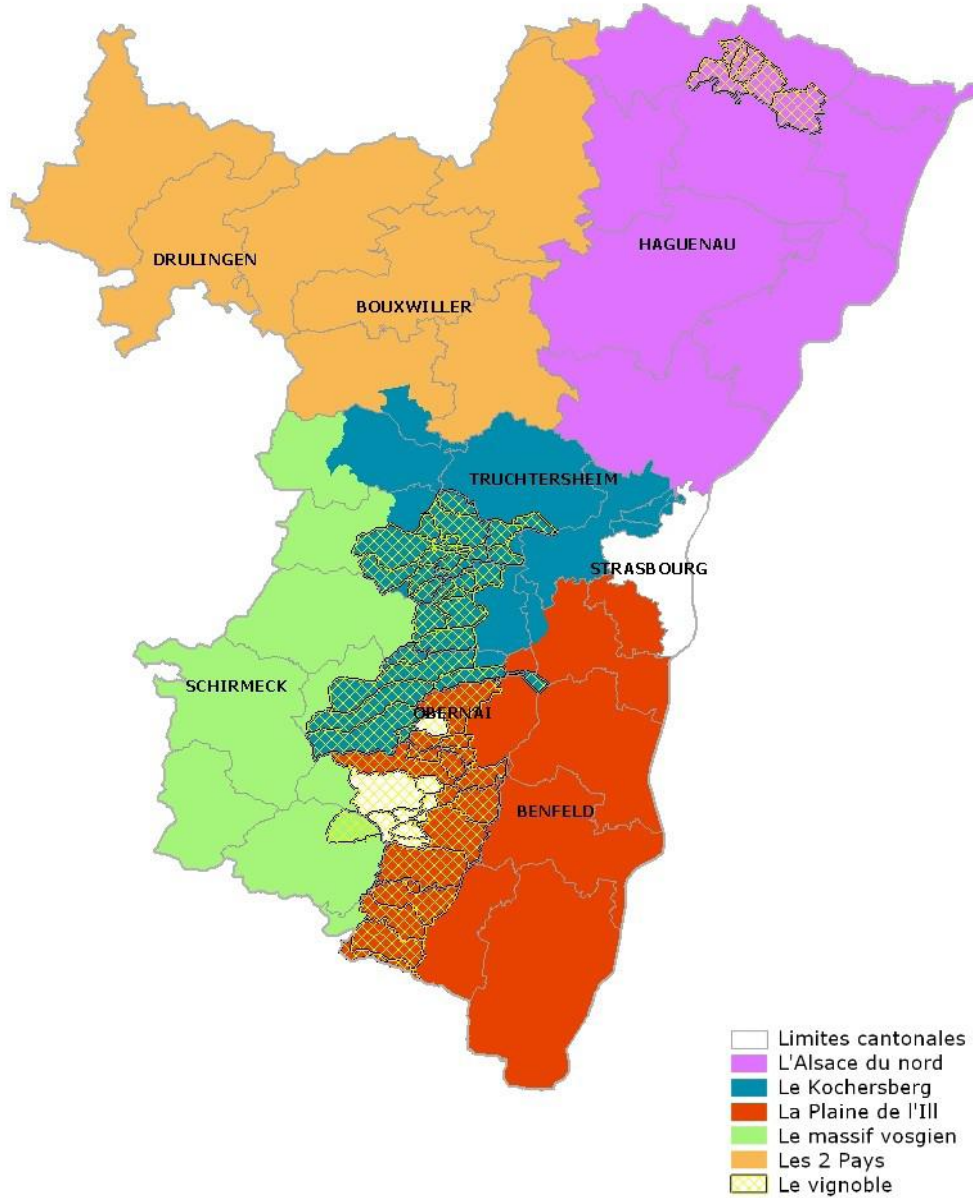 HAGUENAU
DRULINGEN
BOUXWILLER
TRUCHTERSHEIM
STRASBOURG
SCHIRMECK
OBERNAI
BENFELD
Limites cantonales
L'Alsace du nord
Le Kochersberg
La Plaine de l'Ill
Le massif vosgien
Les 2 Pays
Le vignoble